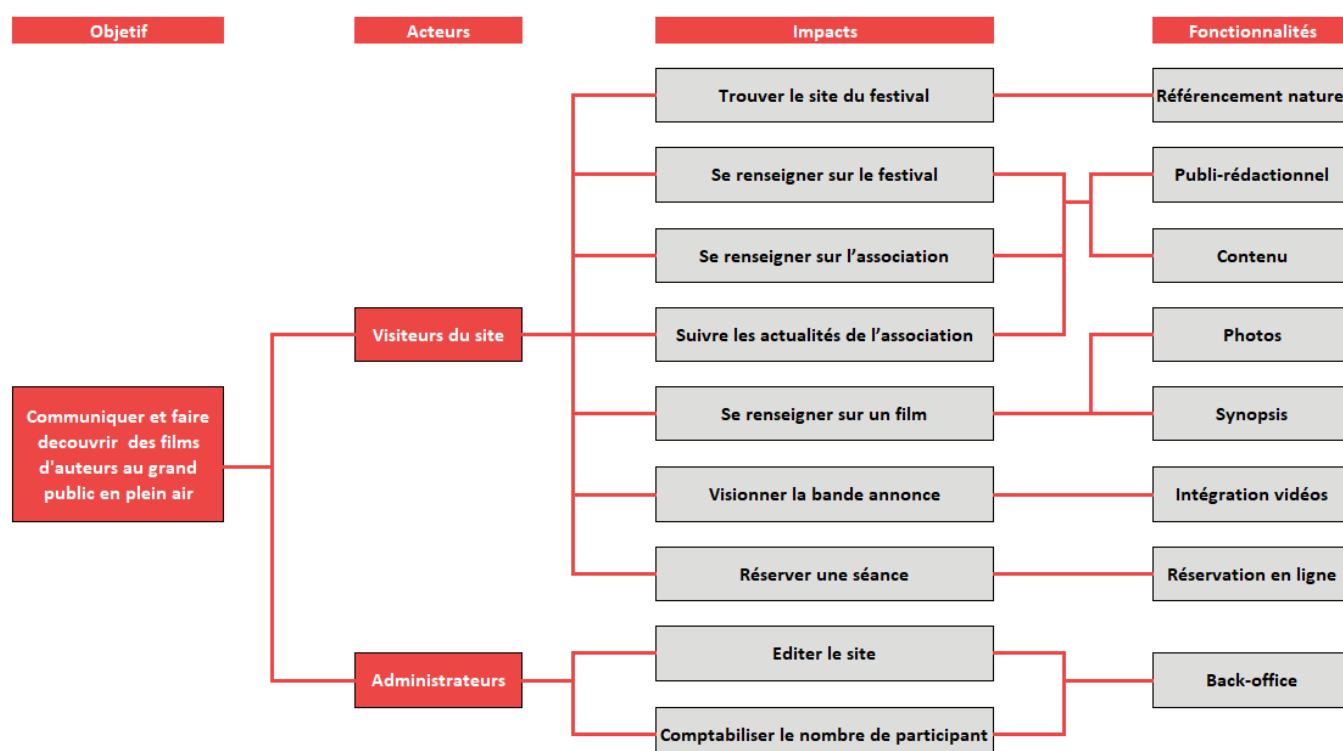 Objetif
Acteurs
Impacts
Fonctionnalités
Trouver le site du festival
Référencement nature
Se renseigner sur le festival
Publi-rédactionnel
Se renseigner sur l’association
Contenu
Visiteurs du site
Suivre les actualités de l’association
Photos
Communiquer et faire
decouvrir des films
d'auteurs au grand
public en plein air
Se renseigner sur un film
Synopsis
Visionner la bande annonce
Intégration vidéos
Réserver une séance
Réservation en ligne
Administrateurs
Editer le site
Back-office
Comptabiliser le nombre de participant